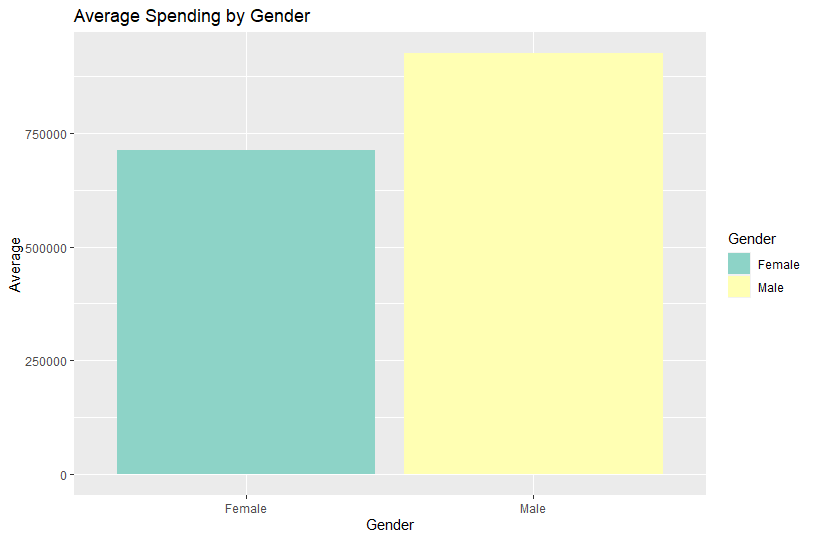 Average Spending by Gender
Average
750000
500000
250000
0
Female
Male
Gender
Gender
Female
Male